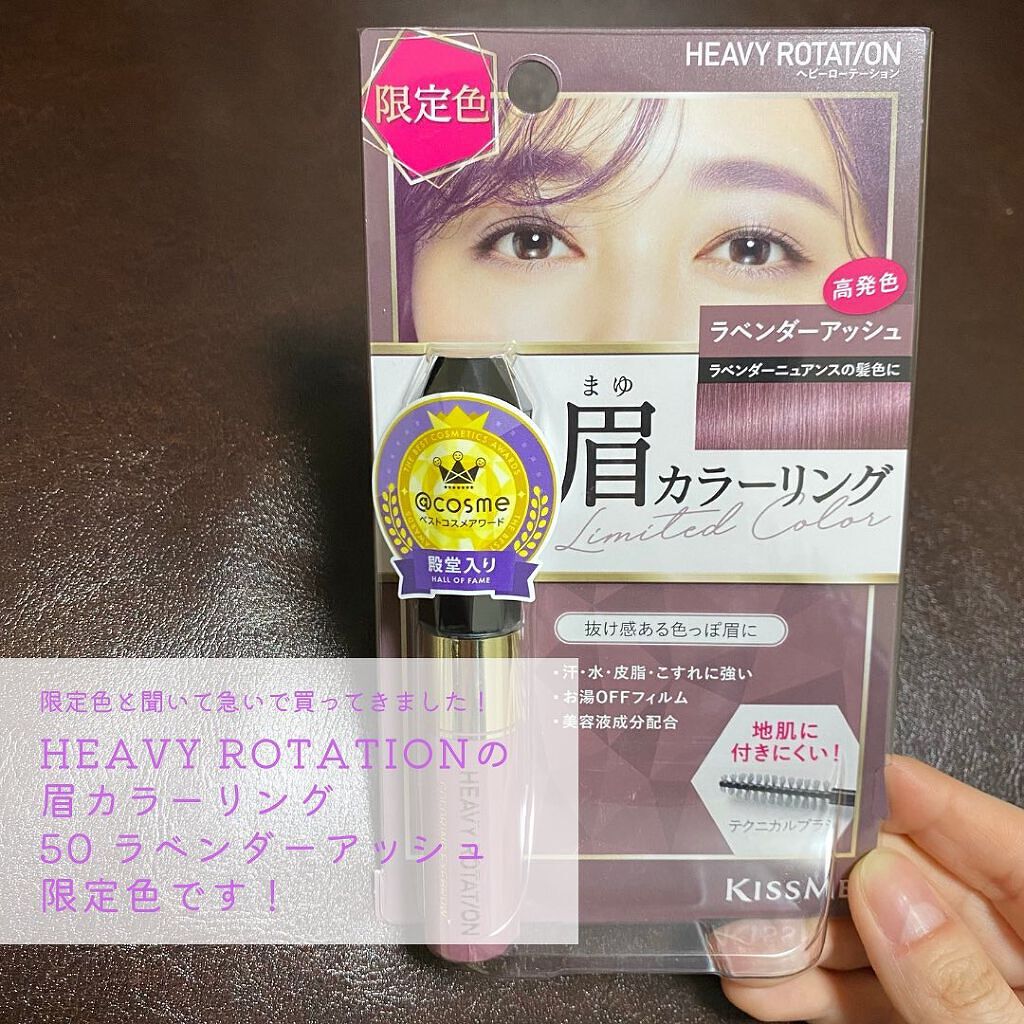 HEAVY ROTATION
ヘビーローテーション
限定色
高発色
ラベンダーアッシュ
ラベンダーニュアンスの髪色に
まゆ
眉カラーリング
Limited Color
THE BEST COSMETICS AWARDS
@cosme
ベストコスメアワード
殿堂入り
HALL OF FAME
抜け感ある色っぽ眉に
・汗・水・皮脂・こすれに強い
・お湯OFFフィルム
・美容液成分配合
地肌に
付きにくい!
テクニカルブラシ
KISSME
HEAVY ROTATION
限定色と聞いて急いで買ってきました!
HEAVY ROTATIONの
眉カラーリング
50 ラベンダーアッシュ
限定色です!